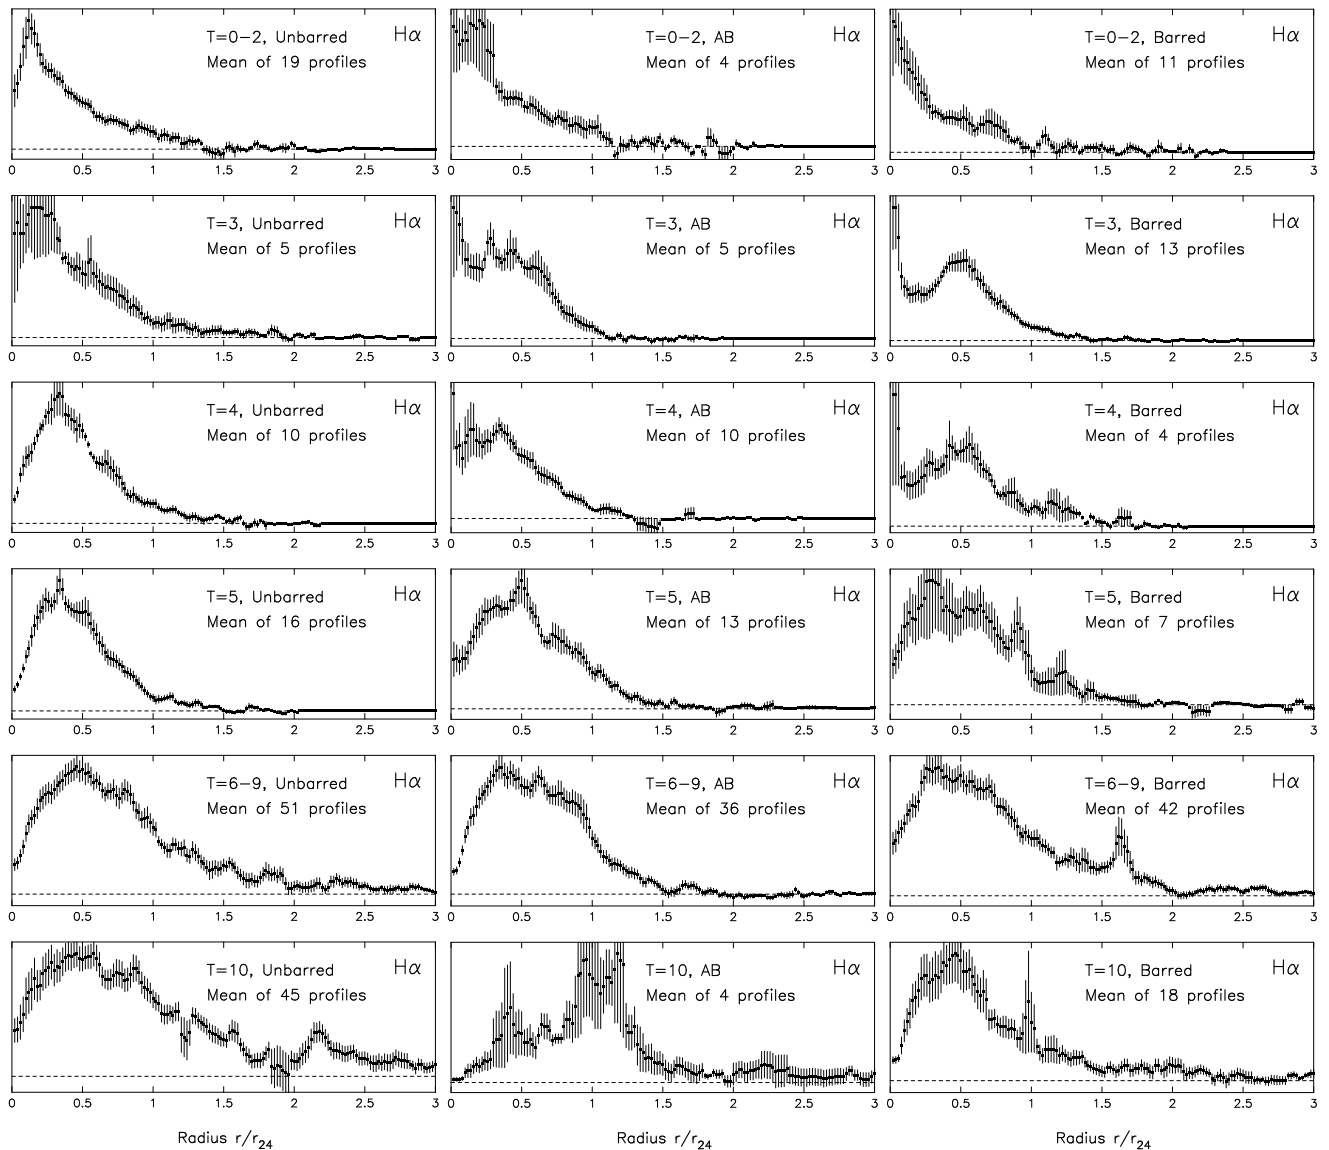 T=0-2, Unbarred Hα
Mean of 19 profiles
0 0.5 1 1.5 2 2.5 3
T=0-2, AB Hα
Mean of 4 profiles
0 0.5 1 1.5 2 2.5 3
T=0-2, Barred Hα
Mean of 11 profiles
0 0.5 1 1.5 2 2.5 3
T=3, Unbarred Hα
Mean of 5 profiles
0 0.5 1 1.5 2 2.5 3
T=3, AB Hα
Mean of 5 profiles
0 0.5 1 1.5 2 2.5 3
T=3, Barred Hα
Mean of 13 profiles
0 0.5 1 1.5 2 2.5 3
T=4, Unbarred Hα
Mean of 10 profiles
0 0.5 1 1.5 2 2.5 3
T=4, AB Hα
Mean of 10 profiles
0 0.5 1 1.5 2 2.5 3
T=4, Barred Hα
Mean of 4 profiles
0 0.5 1 1.5 2 2.5 3
T=5, Unbarred Hα
Mean of 16 profiles
0 0.5 1 1.5 2 2.5 3
T=5, AB Hα
Mean of 13 profiles
0 0.5 1 1.5 2 2.5 3
T=5, Barred Hα
Mean of 7 profiles
0 0.5 1 1.5 2 2.5 3
T=6-9, Unbarred Hα
Mean of 51 profiles
0 0.5 1 1.5 2 2.5 3
T=6-9, AB Hα
Mean of 36 profiles
0 0.5 1 1.5 2 2.5 3
T=6-9, Barred Hα
Mean of 42 profiles
0 0.5 1 1.5 2 2.5 3
T=10, Unbarred Hα
Mean of 45 profiles
0 0.5 1 1.5 2 2.5 3
Radius r/r24
T=10, AB Hα
Mean of 4 profiles
0 0.5 1 1.5 2 2.5 3
Radius r/r24
T=10, Barred Hα
Mean of 18 profiles
0 0.5 1 1.5 2 2.5 3
Radius r/r24